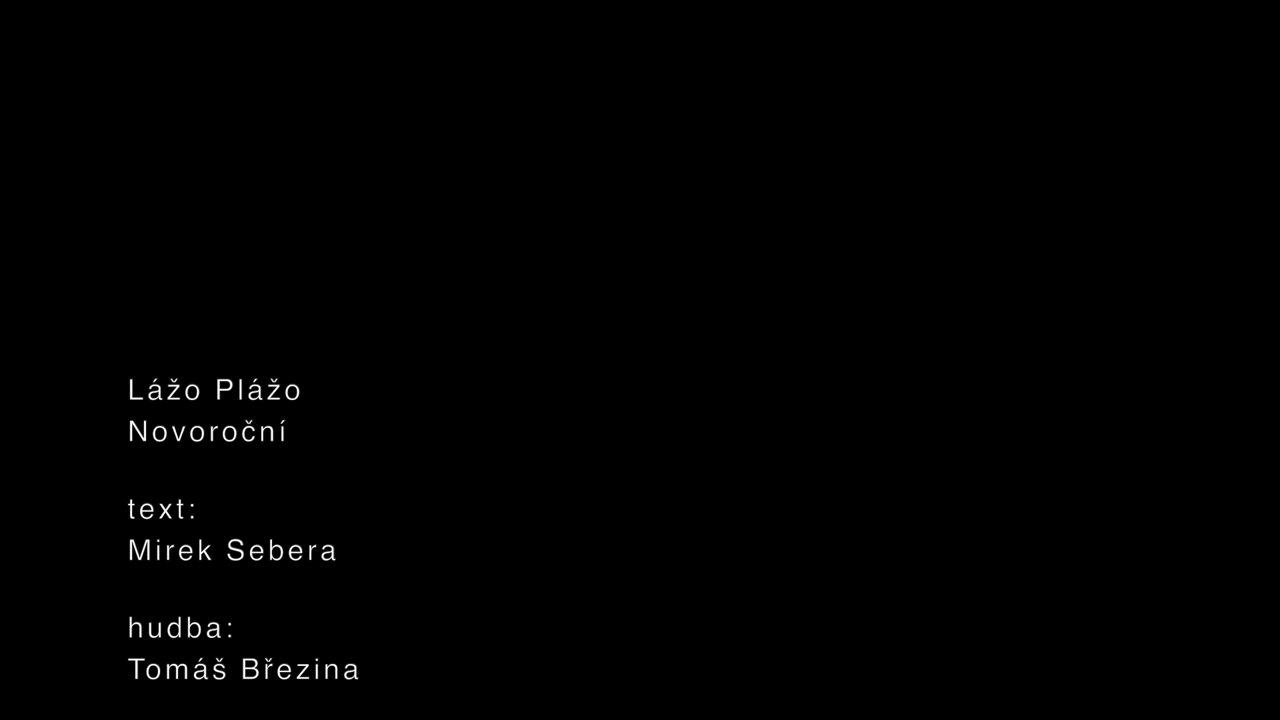 Lážo Plážo
Novoroční
text:
Mirek Sebera
hudba:
Tomáš Březina